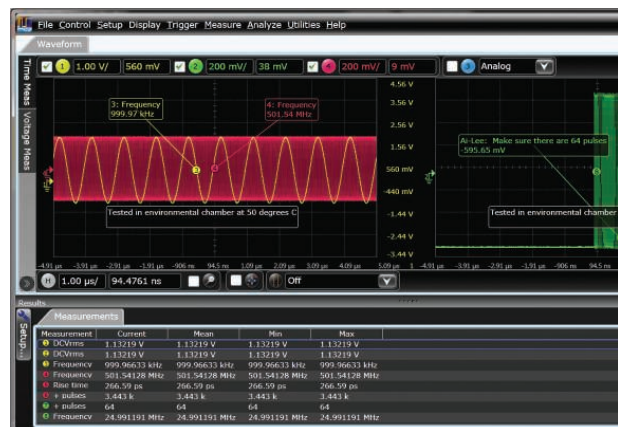 File Control Setup Display Trigger Measure Analyze Utilities Help
Waveform
1 1.00 V/ 560 mV 2 200 mV/ 38 mV 4 200 mV/ 9 mV 3 Analog
Time Meas
Voltage Meas
4.56 V
3.56 V
2.56 V
1.56 V
560 mV
-440 mV
-1.44 V
-2.44 V
-3.44 V
3: Frequency
999.97 kHz
4: Frequency
501.54 MHz
3 4
Tested in environmental chamber at 50 degrees C
Ai-Lee: Make sure there are 64 pulses
-595.65 mV
Tested in environmental chamber
-4.91 µs -3.91 µs -2.91 µs -1.91 µs -906 ns 94.5 ns 1.09 µs 2.09 µs 3.09 µs 4.09 µs 5.09 µs 1 -4.91 µs -3.91 µs -2.91 µs -1.91 µs -906 ns 94.5 ns
H 1.00 µs/ 94.4761 ns Off
Results
Setup...
Measurements
Measurement Current Mean Min Max
DCVrms 1.13219 V 1.13219 V 1.13219 V 1.13219 V
DCVrms 1.13219 V 1.13219 V 1.13219 V 1.13219 V
Frequency 999.96633 kHz 999.96633 kHz 999.96633 kHz 999.96633 kHz
Frequency 501.54128 MHz 501.54128 MHz 501.54128 MHz 501.54128 MHz
Rise time 266.59 ps 266.59 ps 266.59 ps 266.59 ps
+ pulses 3.443 k 3.443 k 3.443 k 3.443 k
+ pulses 64 64 64 64
Frequency 24.991191 MHz 24.991191 MHz 24.991191 MHz 24.991191 MHz